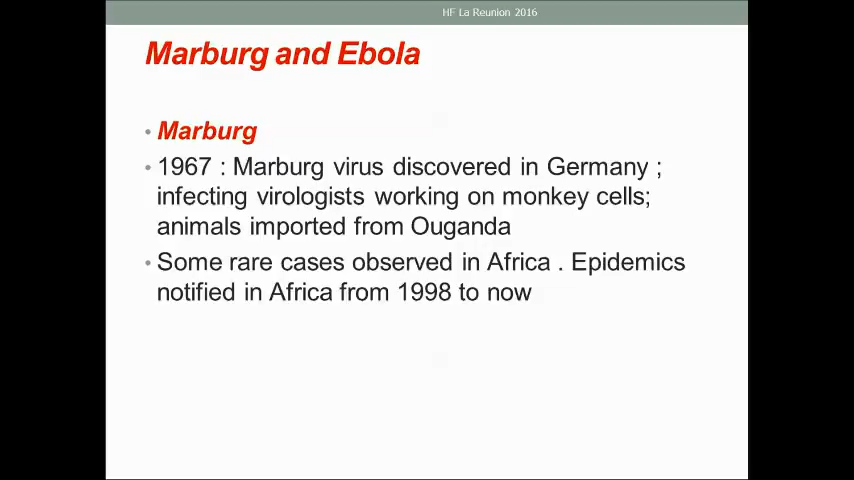 HF La Reunion 2016
Marburg and Ebola
• Marburg
• 1967 : Marburg virus discovered in Germany ;
infecting virologists working on monkey cells;
animals imported from Ouganda
• Some rare cases observed in Africa . Epidemics
notified in Africa from 1998 to now